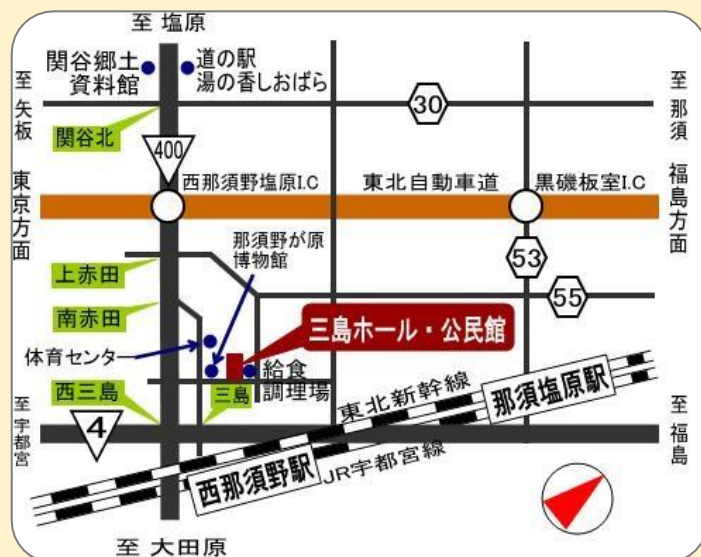 至 塩原
関谷郷土
資料館
道の駅
湯の香しおばら
至 矢板
至 那須
30
関谷北
400
西那須野塩原I.C
東北自動車道
黒磯板室I.C
東京方面
福島方面
那須野が原
博物館
53
上赤田
55
南赤田
三島ホール・公民館
体育センター
給食
調理場
西三島
三島
東北新幹線
那須塩原駅
至 宇都宮
4
至 福島
西那須野駅
JR宇都宮線
至 大田原